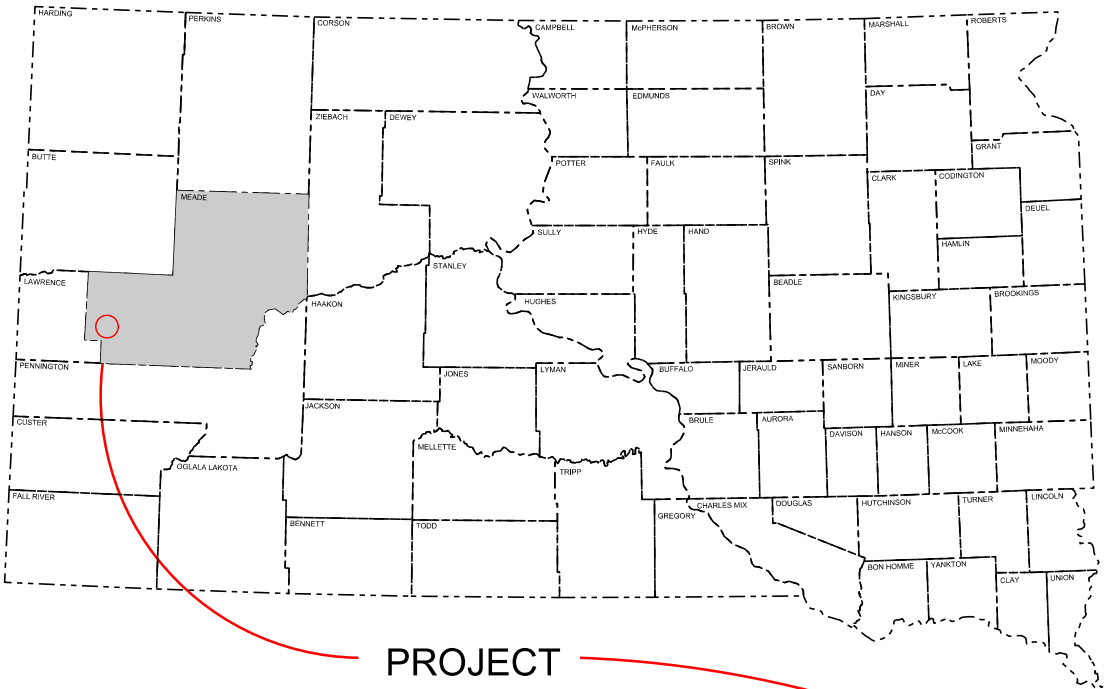 HARDING
PERKINS
CORSON
CAMPBELL
McPHERSON
BROWN
MARSHALL
ROBERTS
WALWORTH
EDMUNDS
DAY
ZIEBACH
DEWEY
GRANT
BUTTE
POTTER
FAULK
SPINK
CLARK
CODINGTON
MEADE
DEUEL
SULLY
HYDE
HAND
HAMLIN
STANLEY
LAWRENCE
BEADLE
HAAKON
HUGHES
KINGSBURY
BROOKINGS
PENNINGTON
JONES
LYMAN
BUFFALO
JERAULD
SANBORN
MINER
LAKE
MOODY
JACKSON
CUSTER
BRULE
AURORA
DAVISON
HANSON
McCOOK
MINNEHAHA
MELLETTE
OGLALA LAKOTA
TRIPP
FALL RIVER
CHARLES MIX
DOUGLAS
HUTCHINSON
TURNER
LINCOLN
BENNETT
TODD
GREGORY
BON HOMME
YANKTON
CLAY
UNION
PROJECT